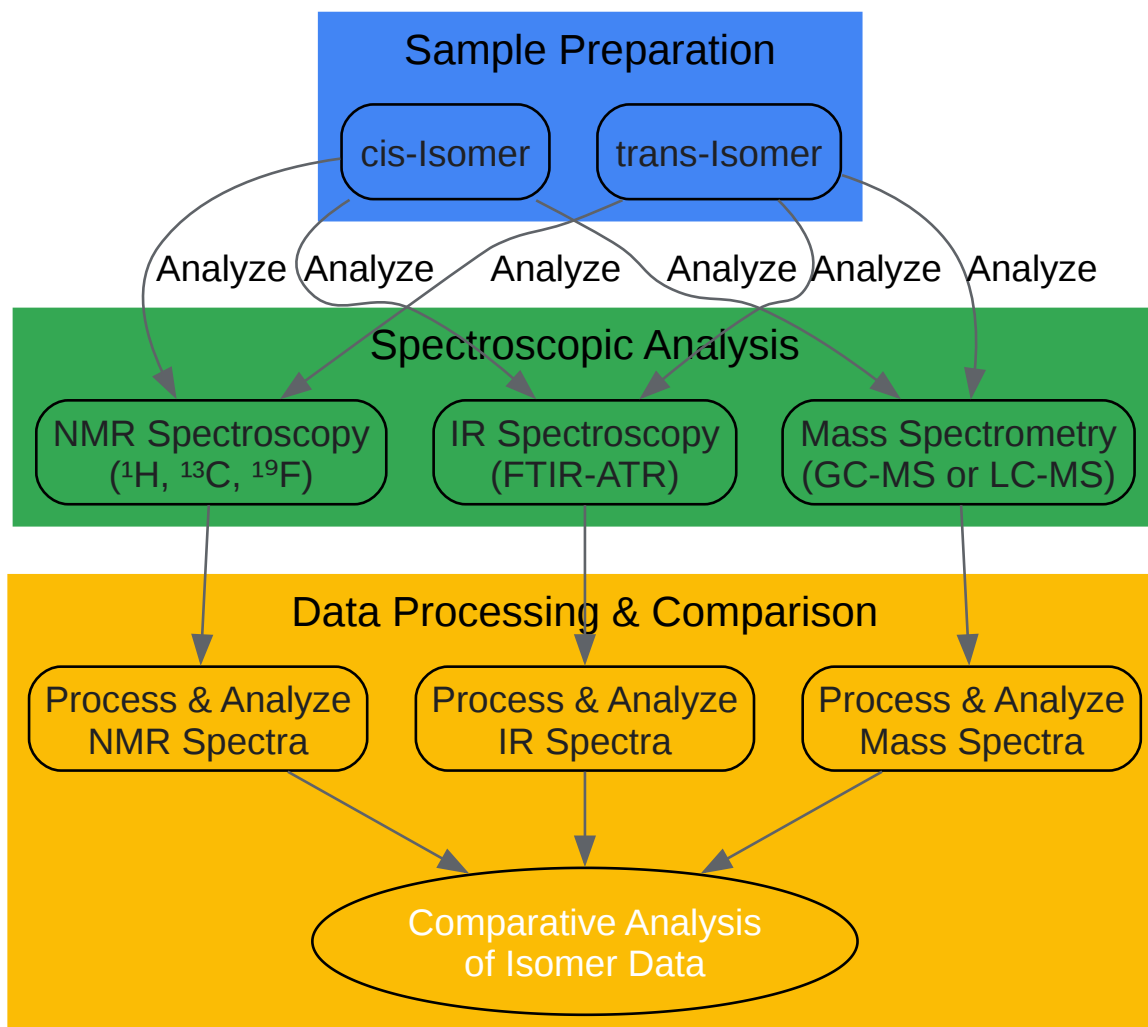 Sample Preparation
cis-Isomer
trans-Isomer
Analyze
Analyze
Analyze
Analyze
Analyze
Analyze
Spectroscopic Analysis
NMR Spectroscopy
(¹H, ¹³C, ¹⁹F)
IR Spectroscopy
(FTIR-ATR)
Mass Spectrometry
(GC-MS or LC-MS)
Data Processing & Comparison
Process & Analyze
NMR Spectra
Process & Analyze
IR Spectra
Process & Analyze
Mass Spectra
Comparative Analysis
of Isomer Data